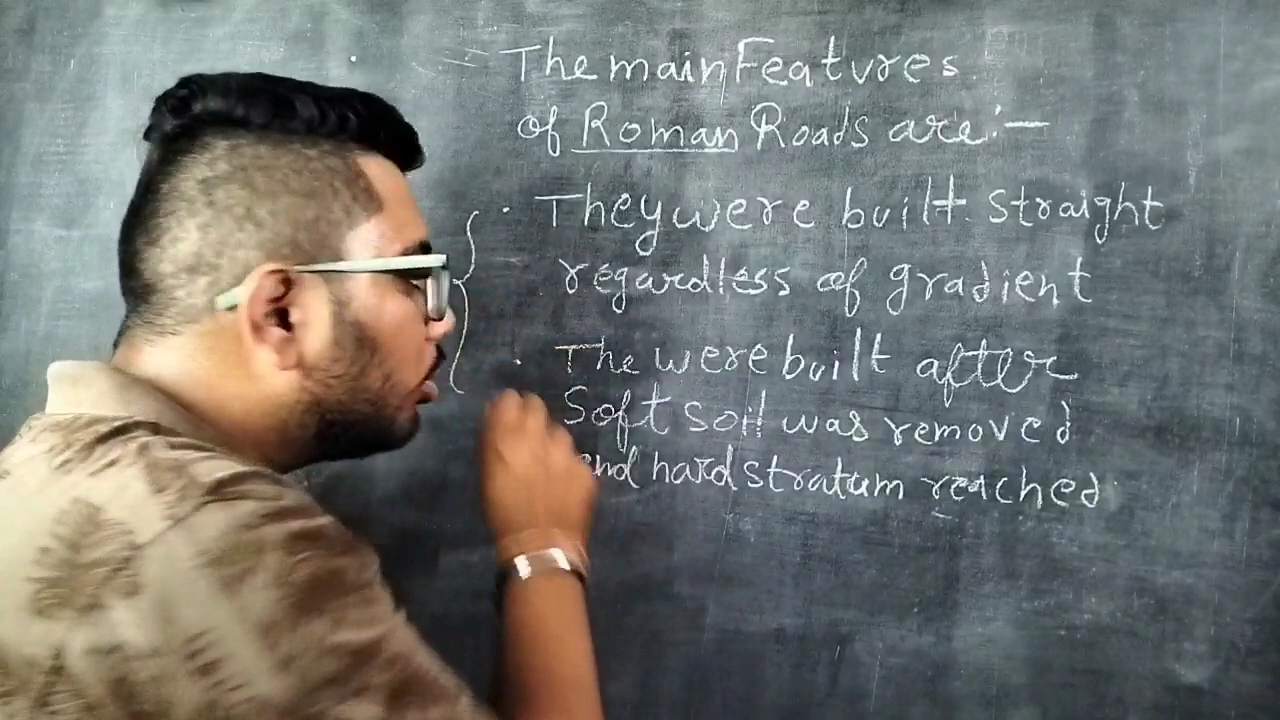 The main Features
of Roman Roads are:-
· They were built straight
regardless of gradient
· The were built after
Soft soil was removed
and hard stratum reached